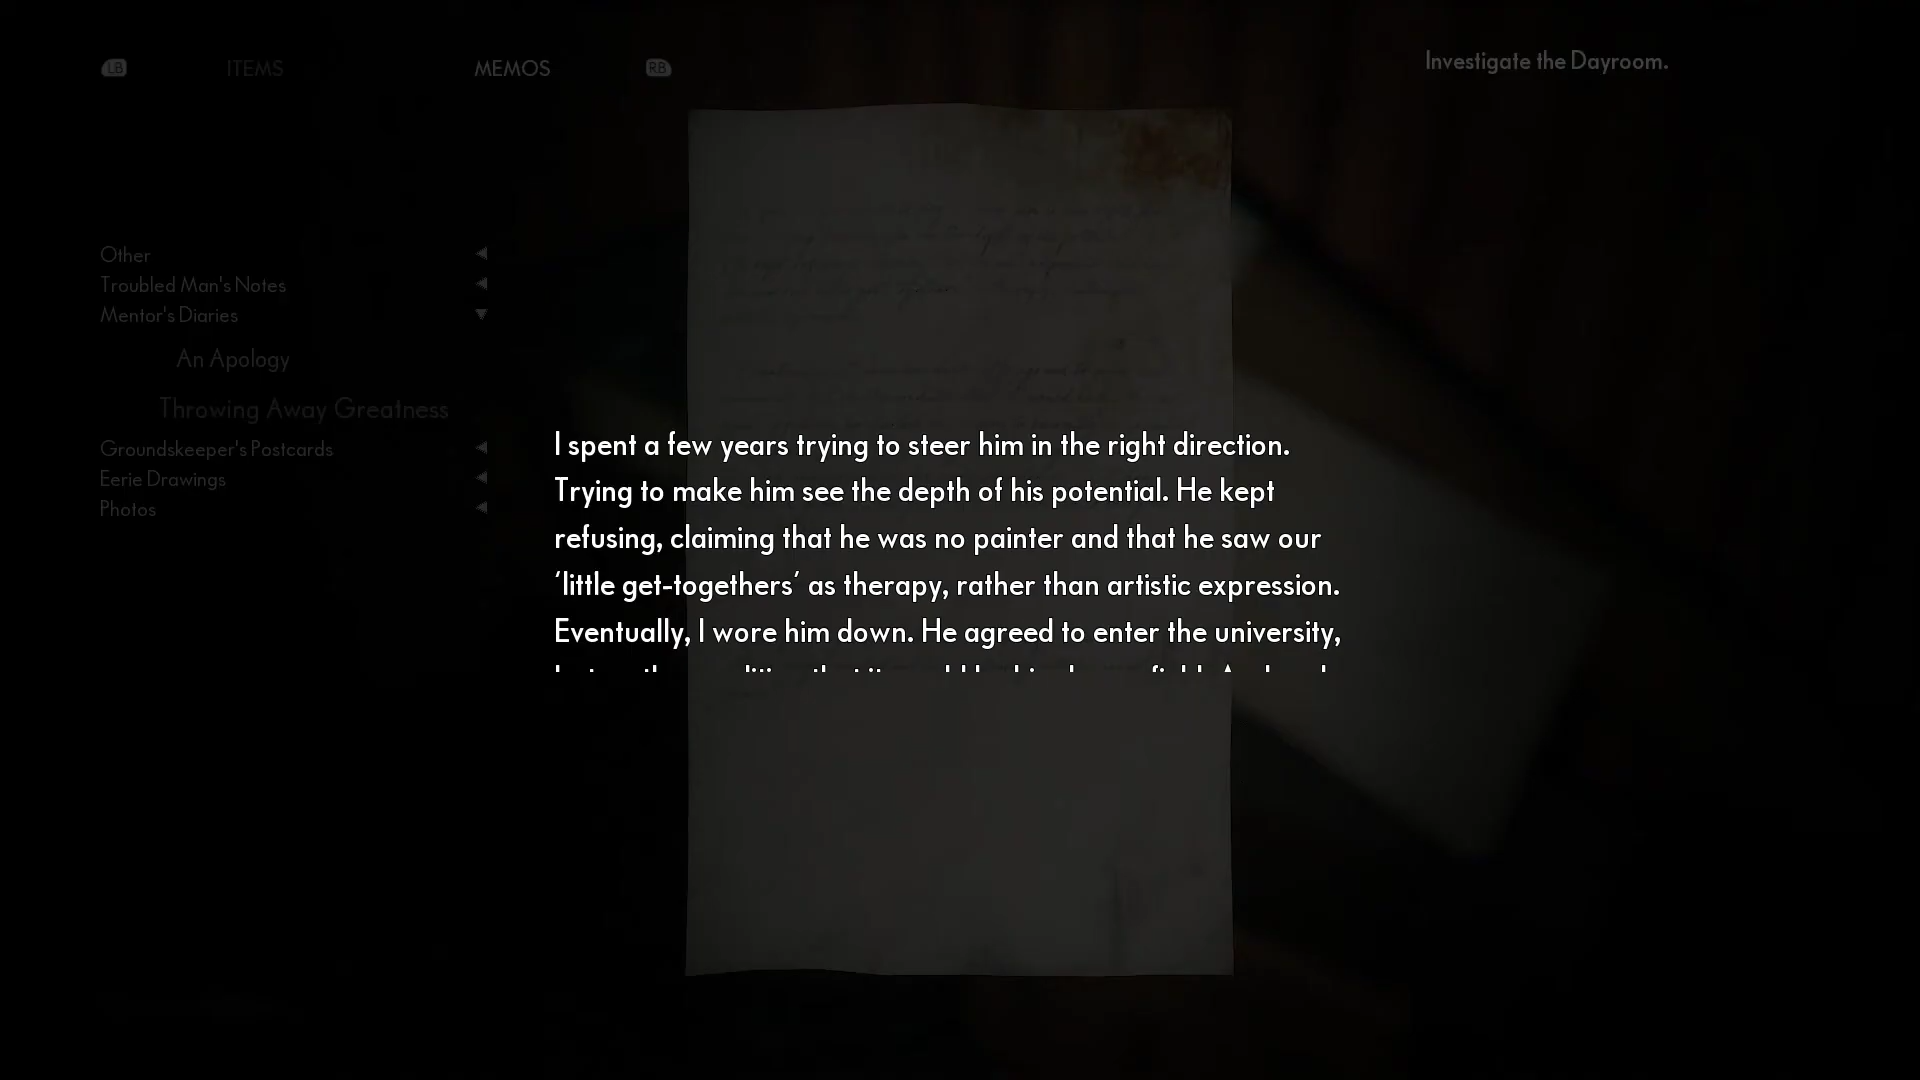 LB
ITEMS
MEMOS
RB
Investigate the Dayroom.
Other
Troubled Man's Notes
Mentor's Diaries
An Apology
Throwing Away Greatness
Groundskeeper's Postcards
Eerie Drawings
Photos
I spent a few years trying to steer him in the right direction.
Trying to make him see the depth of his potential. He kept
refusing, claiming that he was no painter and that he saw our
'little get-togethers' as therapy, rather than artistic expression.
Eventually, I wore him down. He agreed to enter the university,